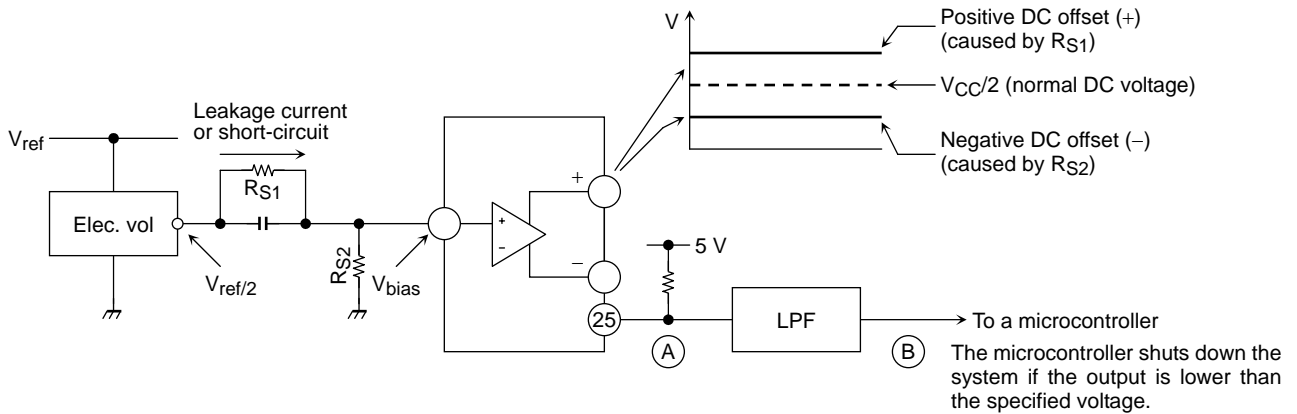 V
Positive DC offset (+)
(caused by RS1)
VCC/2 (normal DC voltage)
Negative DC offset (−)
(caused by RS2)
Leakage current
or short-circuit
Vref
RS1
Elec. vol
Vref/2
RS2
Vbias
+
−
+
−
5 V
25
A
LPF
B
To a microcontroller
The microcontroller shuts down the
system if the output is lower than
the specified voltage.